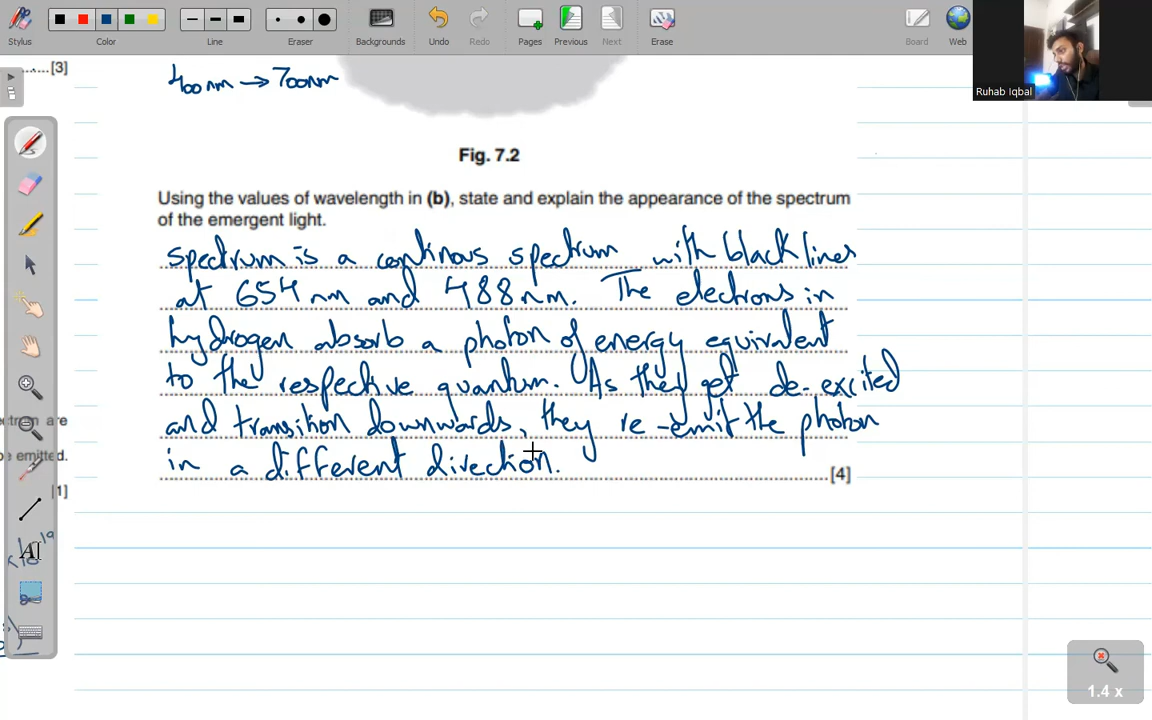 Stylus
Color
Line
Eraser
Backgrounds
Undo
Redo
Pages
Previous
Next
Erase
Board
Web
Ruhab Iqbal
[3]
400nm → 700nm
Fig. 7.2
Using the values of wavelength in (b), state and explain the appearance of the spectrum
of the emergent light.
spectrum is a continous spectrum with black lines
at 654 nm and 488 nm. The electrons in
hydrogen absorb a photon of energy equivalent
to the respective quantum. As they get de-excited
and transition downwards, they re-emit the photon
in a different direction.
[4]
are
be emitted.
[1]
1.4 x